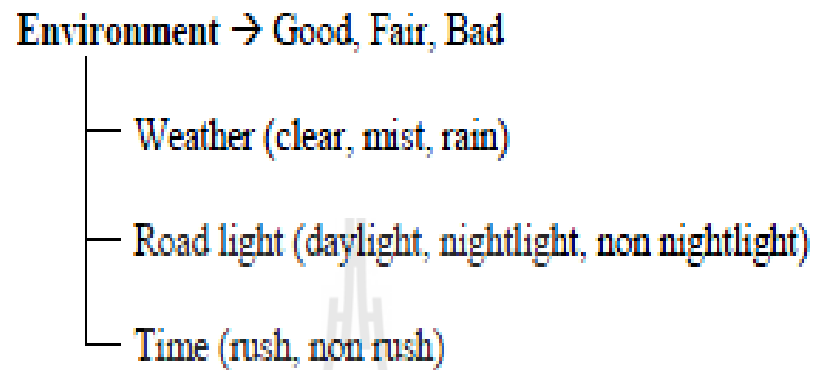 Environment → Good, Fair, Bad
Weather (clear, mist, rain)
Road light (daylight, nightlight, non nightlight)
Time (rush, non rush)